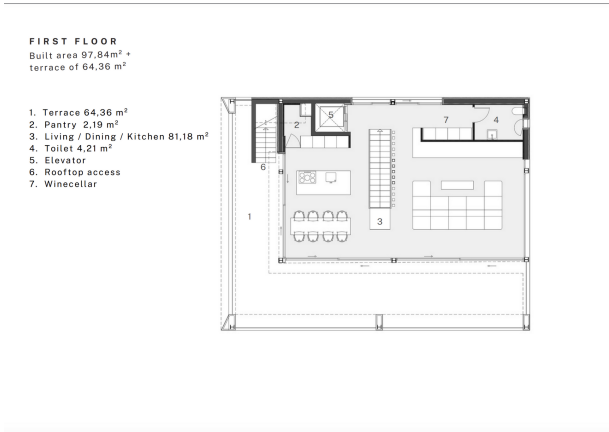 FIRST FLOOR
Built area 97,84m² +
terrace of 64,36 m²
1. Terrace 64,36 m²
2. Pantry 2,19 m²
3. Living / Dining / Kitchen 81,18 m²
4. Toilet 4,21 m²
5. Elevator
6. Rooftop access
7. Winecellar
5
7
4
2
6
1
3